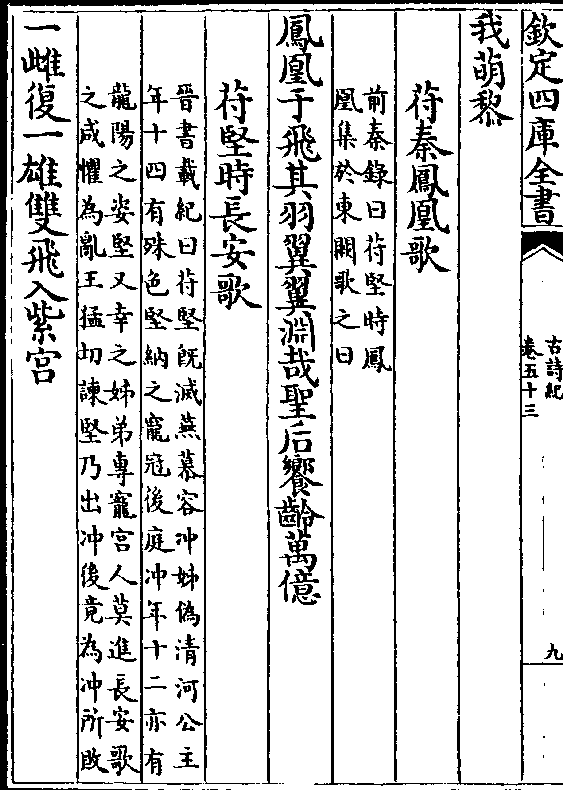 欽定四庫全書
古詩紀
卷五十三
九
我萌黎
苻秦鳳凰歌
前秦錄曰苻堅時鳳
凰集於東闕歌之曰
鳳凰于飛其羽翼翼淵哉聖后饗齡萬億
苻堅時長安歌
晉書載紀曰苻堅既滅燕慕容沖姊偽清河公主
年十四有殊色堅納之寵冠後庭沖年十二亦有
龍陽之姿堅又幸之姊弟專寵宮人莫進長安歌
之咸懼為亂王猛切諫堅乃出沖後竟為沖所敗
一雌復一雄雙飛入紫宮